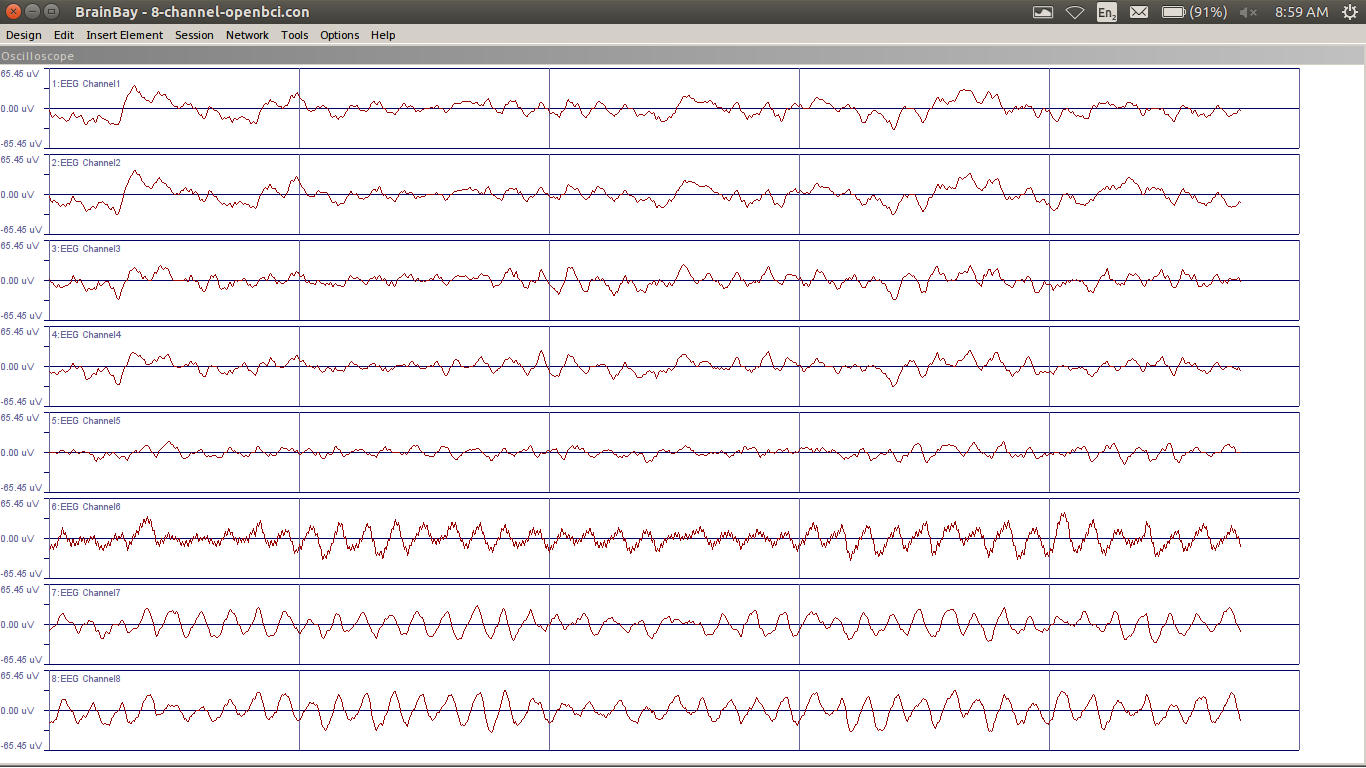 BrainBay - 8-channel-openbci.con
En2 (91%) 8:59 AM
Design Edit Insert Element Session Network Tools Options Help
Oscilloscope
65.45 uV
1:EEG Channel1
0.00 uV
-65.45 uV
65.45 uV
2:EEG Channel2
0.00 uV
-65.45 uV
65.45 uV
3:EEG Channel3
0.00 uV
-65.45 uV
65.45 uV
4:EEG Channel4
0.00 uV
-65.45 uV
65.45 uV
5:EEG Channel5
0.00 uV
-65.45 uV
65.45 uV
6:EEG Channel6
0.00 uV
-65.45 uV
65.45 uV
7:EEG Channel7
0.00 uV
-65.45 uV
65.45 uV
8:EEG Channel8
0.00 uV
-65.45 uV